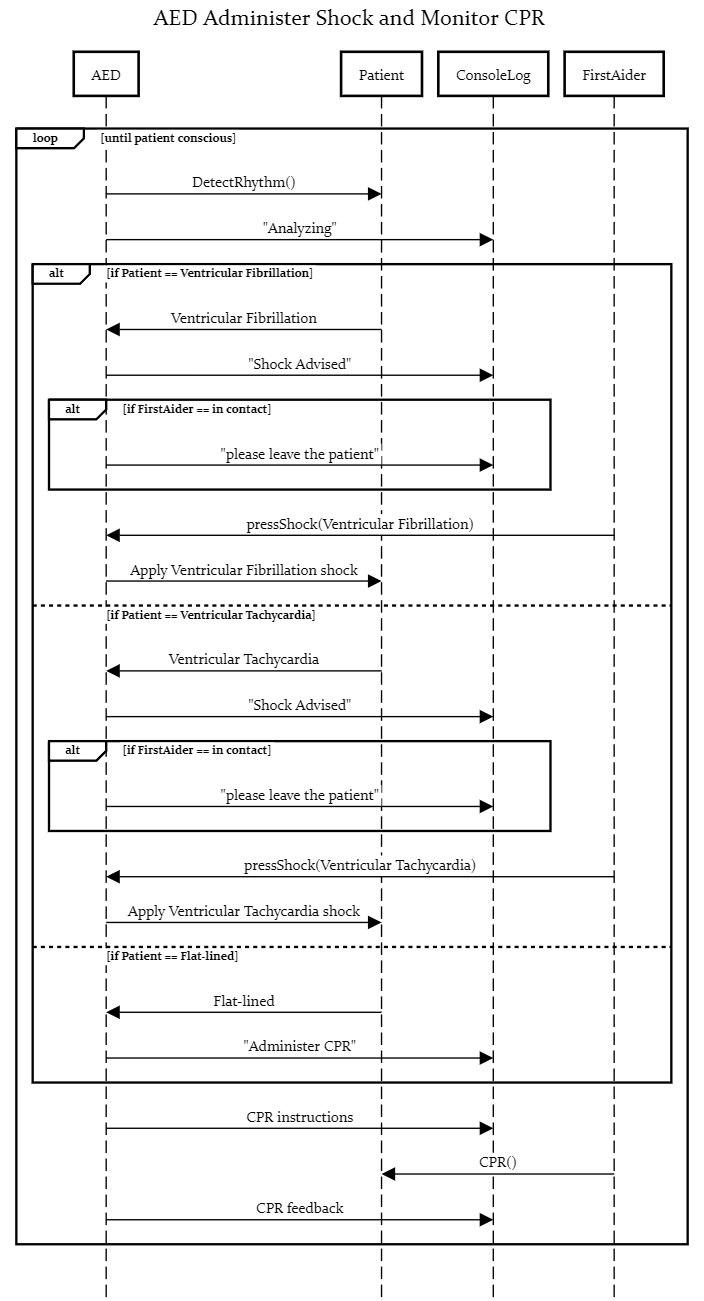 AED Administer Shock and Monitor CPR
AED
Patient
ConsoleLog
FirstAider
loop
[until patient conscious]
DetectRhythm()
"Analyzing"
alt
[if Patient == Ventricular Fibrillation]
Ventricular Fibrillation
"Shock Advised"
alt
[if FirstAider == in contact]
"please leave the patient"
pressShock(Ventricular Fibrillation)
Apply Ventricular Fibrillation shock
[if Patient == Ventricular Tachycardia]
Ventricular Tachycardia
"Shock Advised"
alt
[if FirstAider == in contact]
"please leave the patient"
pressShock(Ventricular Tachycardia)
Apply Ventricular Tachycardia shock
[if Patient == Flat-lined]
Flat-lined
"Administer CPR"
CPR instructions
CPR()
CPR feedback